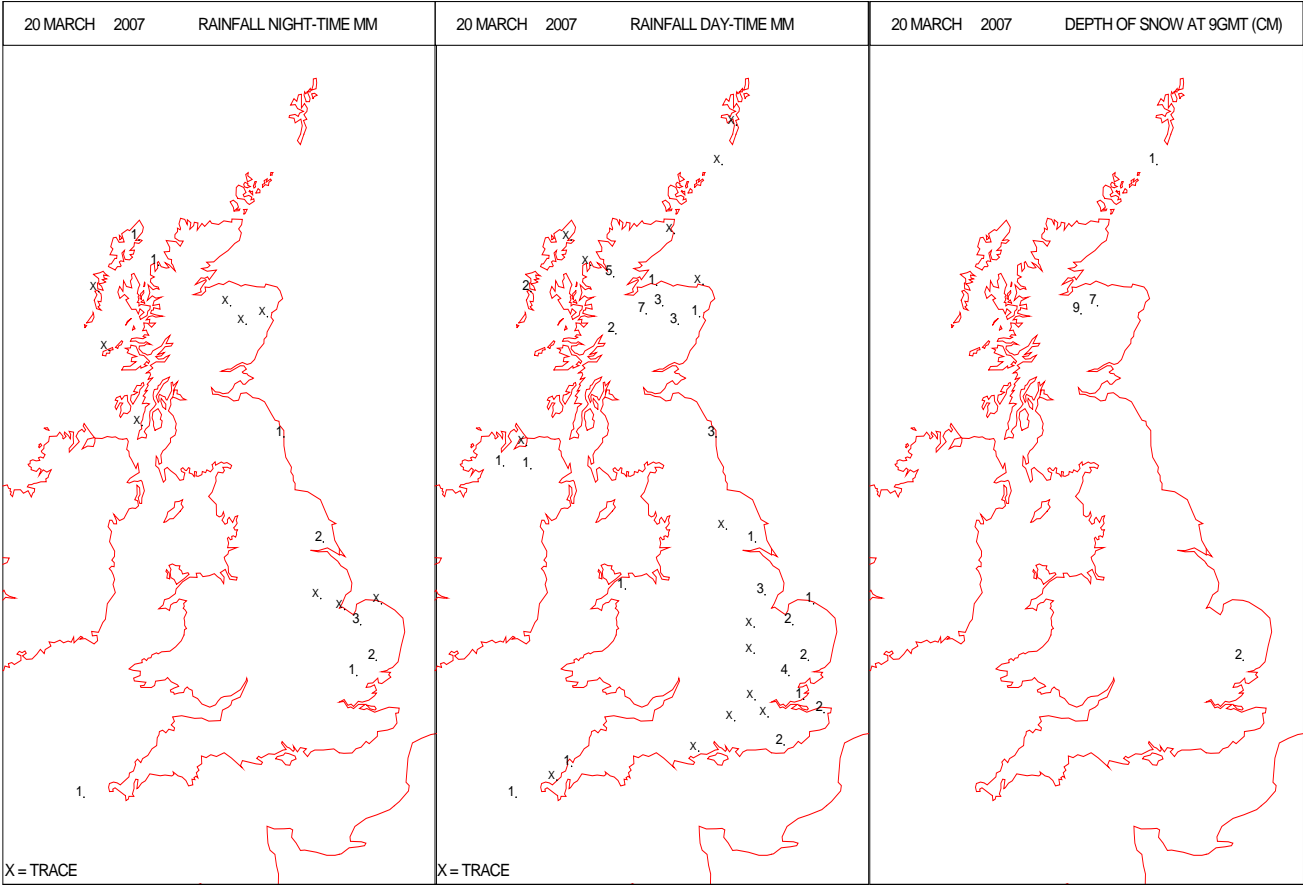 20 MARCH 2007 RAINFALL NIGHT-TIME MM
1.
1.
X.
X.
X.
X.
X.
X.
1.
2.
X.
X.
X.
3.
2.
1.
1.
X = TRACE
20 MARCH 2007 RAINFALL DAY-TIME MM
X.
X.
X.
X.
X.
5.
1.
X.
2.
3.
7.
1.
3.
2.
3.
X.
1.
1.
X.
1.
1.
3.
1.
2.
X.
X.
2.
4.
X.
1.
2.
X.
X.
2.
X.
1.
X.
1.
X = TRACE
20 MARCH 2007 DEPTH OF SNOW AT 9GMT (CM)
1.
7.
9.
2.